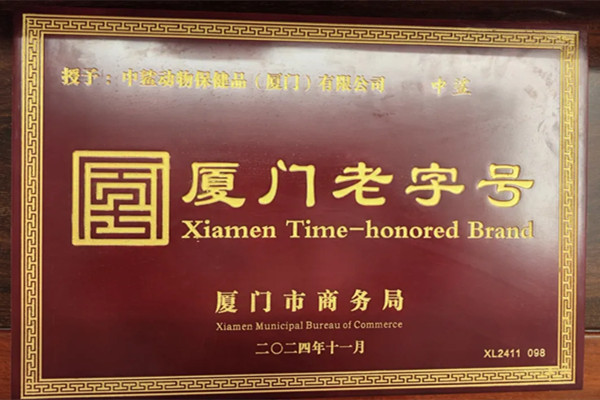 授予：中鲨动物保健品（厦门）有限公司 中鲨
厦门老字号
Xiamen Time-honored Brand
厦门市商务局
Xiamen Municipal Bureau of Commerce
二〇二四年十一月
XL2411 098